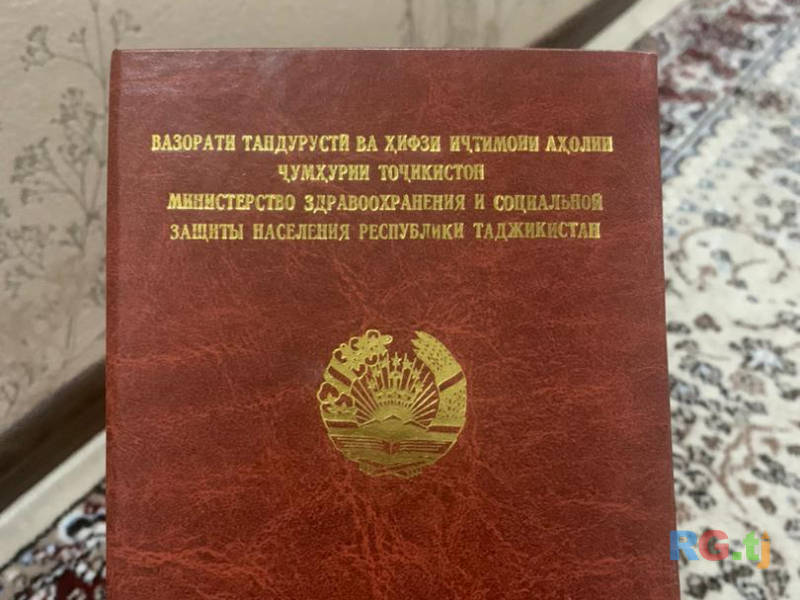 ВАЗОРАТИ ТАНДУРУСТӢ ВА ҲИФЗИ ИҶТИМОИИ АҲОЛИИ
ҶУМҲУРИИ ТОҶИКИСТОН
МИНИСТЕРСТВО ЗДРАВООХРАНЕНИЯ И СОЦИАЛЬНОЙ
ЗАЩИТЫ НАСЕЛЕНИЯ РЕСПУБЛИКИ ТАДЖИКИСТАН
RG.tj